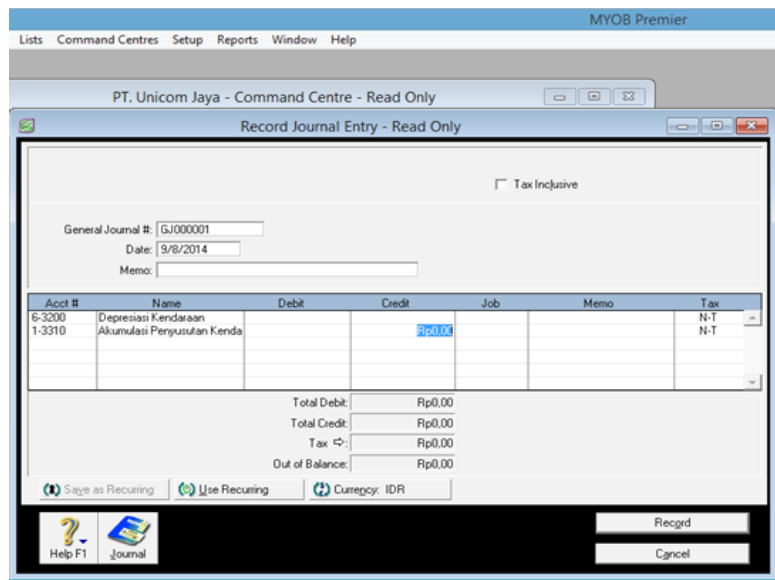 MYOB Premier
Lists Command Centres Setup Reports Window Help
PT. Unicom Jaya - Command Centre - Read Only
Record Journal Entry - Read Only
Tax Inclusive
General Journal #: GJ000001
Date: 9/8/2014
Memo:
Acct # Name Debit Credit Job Memo Tax
6-3200 Depresiasi Kendaraan N-T
1-3310 Akumulasi Penyusutan Kenda Rp0,00 N-T
Total Debit: Rp0,00
Total Credit: Rp0,00
Tax ⇨: Rp0,00
Out of Balance: Rp0,00
Save as Recurring Use Recurring Currency: IDR
Record
Help F1 Journal
Cancel